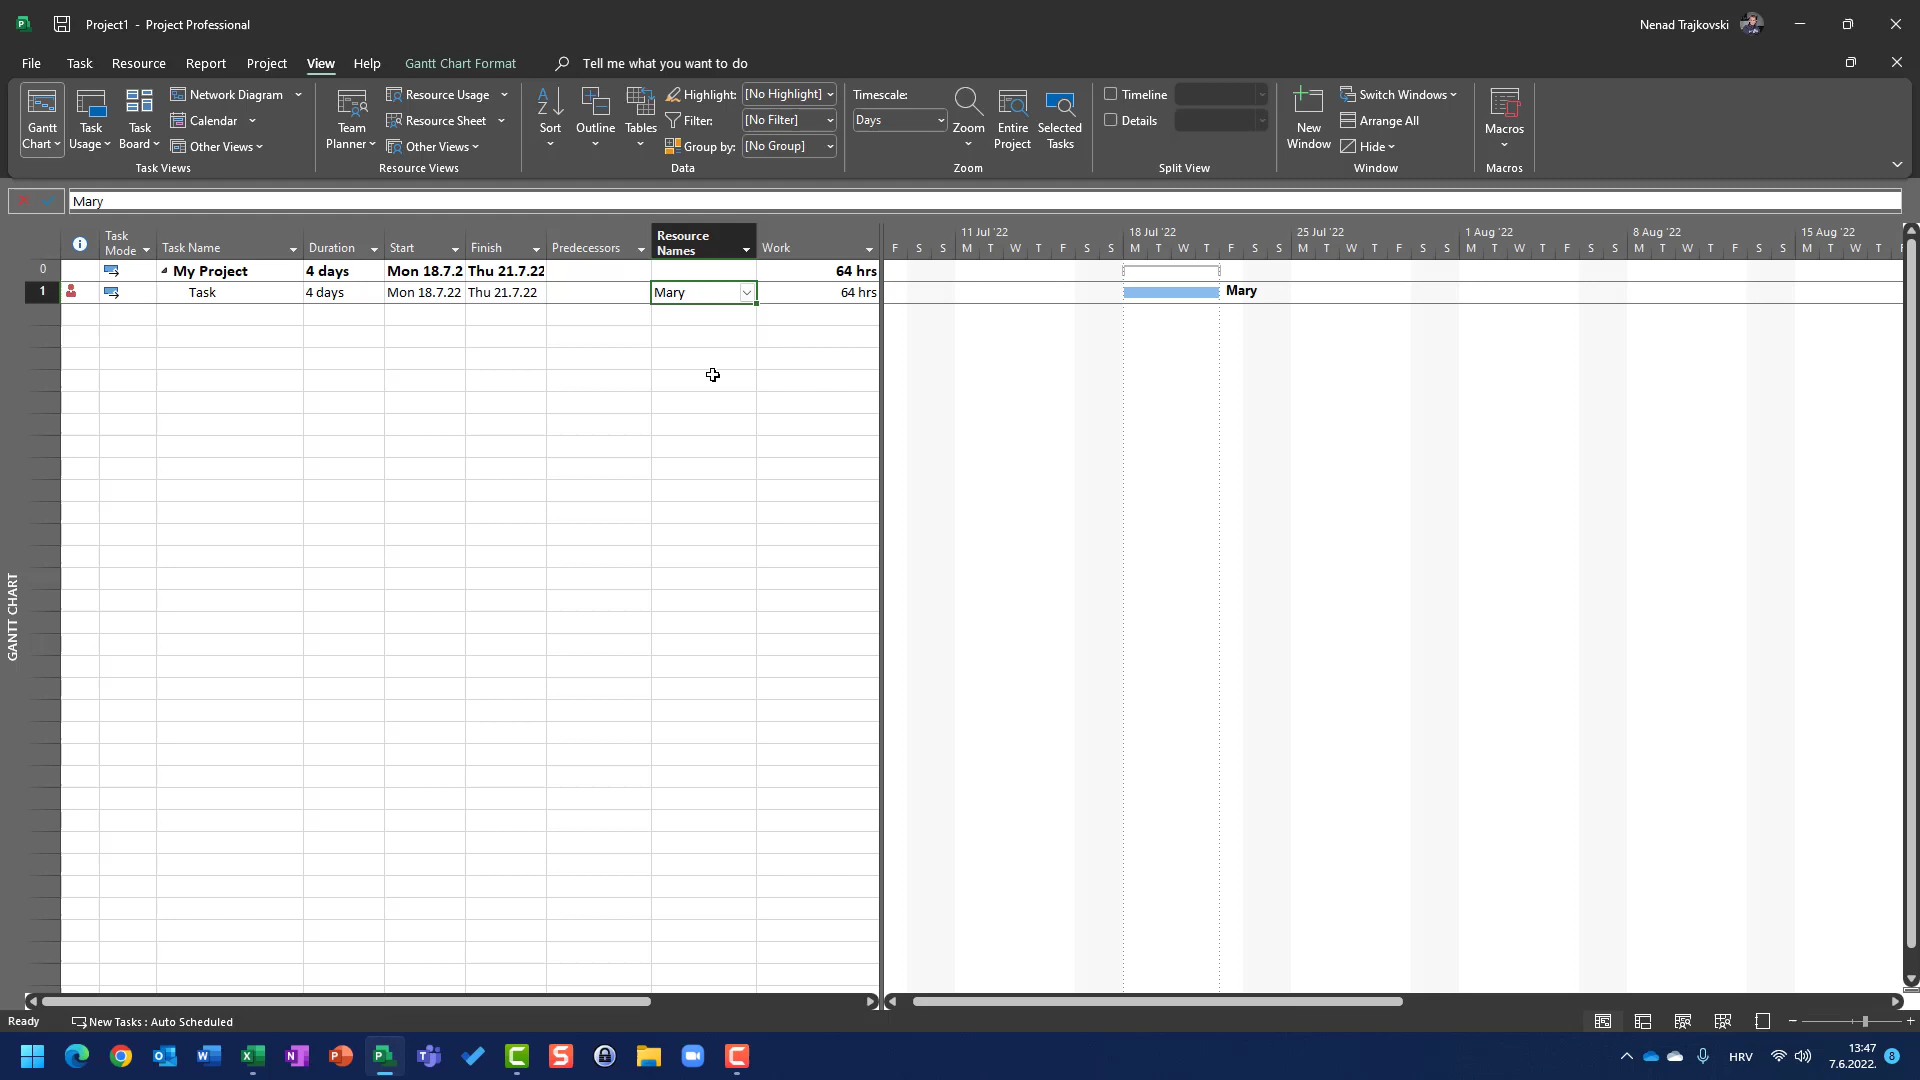 Project1 - Project Professional
Nenad Trajkovski
File Task Resource Report Project View Help Gantt Chart Format Tell me what you want to do
Gantt Chart
Task Usage
Task Board
Network Diagram
Calendar
Other Views
Task Views
Team Planner
Resource Usage
Resource Sheet
Other Views
Resource Views
Sort
Outline
Tables
Highlight: [No Highlight]
Filter: [No Filter]
Group by: [No Group]
Data
Timescale:
Days
Zoom
Entire Project
Selected Tasks
Zoom
Timeline
Details
Split View
New Window
Switch Windows
Arrange All
Hide
Window
Macros
Macros
Mary
Task Mode Task Name Duration Start Finish Predecessors Resource Names Work
0 My Project 4 days Mon 18.7.2 Thu 21.7.22 64 hrs
1 Task 4 days Mon 18.7.22 Thu 21.7.22 Mary 64 hrs
11 Jul '22 18 Jul '22 25 Jul '22 1 Aug '22 8 Aug '22 15 Aug '22
F S S M T W T F S S M T W T F S S M T W T F S S M T W T F S S M T W T F S S M T W T F
Mary
GANTT CHART
Ready New Tasks : Auto Scheduled
HRV
13:47
7.6.2022.
8